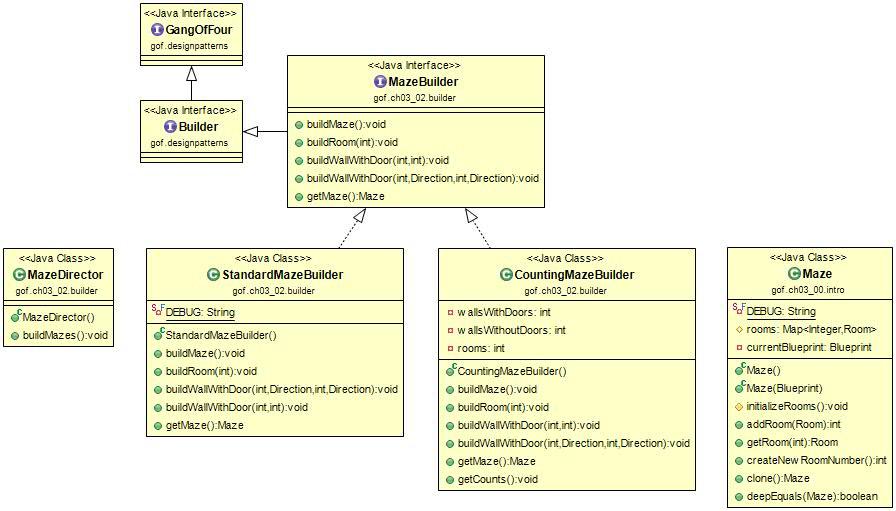 <<Java Interface>>
GangOfFour
gof.designpatterns
<<Java Interface>>
Builder
gof.designpatterns
<<Java Interface>>
MazeBuilder
gof.ch03_02.builder
buildMaze():void
buildRoom(int):void
buildWallWithDoor(int,int):void
buildWallWithDoor(int,Direction,int,Direction):void
getMaze():Maze
<<Java Class>>
MazeDirector
gof.ch03_02.builder
MazeDirector()
buildMazes():void
<<Java Class>>
StandardMazeBuilder
gof.ch03_02.builder
DEBUG: String
StandardMazeBuilder()
buildMaze():void
buildRoom(int):void
buildWallWithDoor(int,Direction,int,Direction):void
buildWallWithDoor(int,int):void
getMaze():Maze
<<Java Class>>
CountingMazeBuilder
gof.ch03_02.builder
wallsWithDoors: int
wallsWithoutDoors: int
rooms: int
CountingMazeBuilder()
buildMaze():void
buildRoom(int):void
buildWallWithDoor(int,int):void
buildWallWithDoor(int,Direction,int,Direction):void
getMaze():Maze
getCounts():void
<<Java Class>>
Maze
gof.ch03_00.intro
DEBUG: String
rooms: Map<Integer,Room>
currentBlueprint: Blueprint
Maze()
Maze(Blueprint)
initializeRooms():void
addRoom(Room):int
getRoom(int):Room
createNewRoomNumber():int
clone():Maze
deepEquals(Maze):boolean